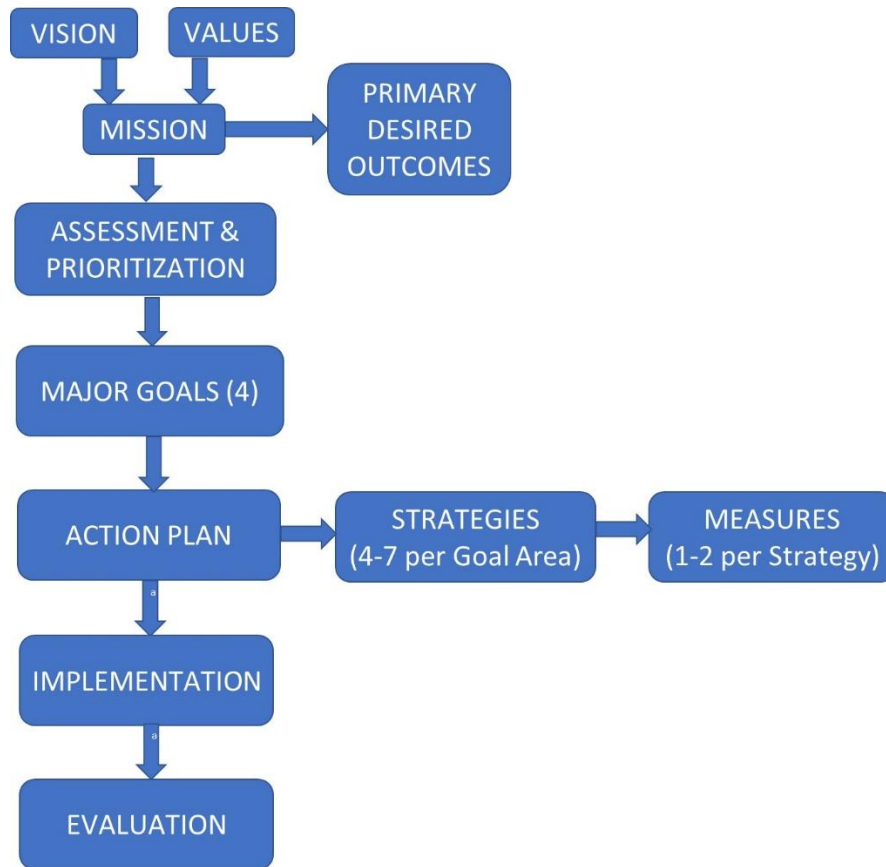 VISION
VALUES
MISSION
PRIMARY
DESIRED
OUTCOMES
ASSESSMENT &
PRIORITIZATION
MAJOR GOALS (4)
ACTION PLAN
STRATEGIES
(4-7 per Goal Area)
MEASURES
(1-2 per Strategy)
a
IMPLEMENTATION
a
EVALUATION